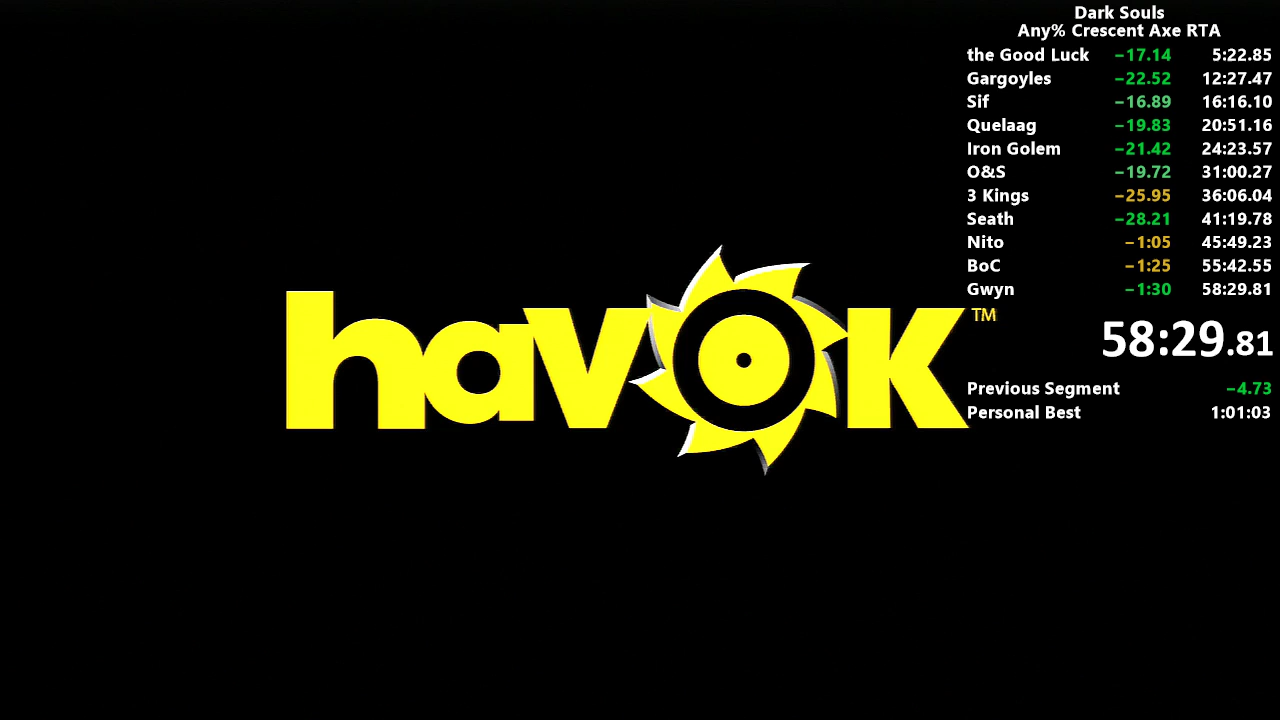 Dark Souls
Any% Crescent Axe RTA
the Good Luck −17.14 5:22.85
Gargoyles −22.52 12:27.47
Sif −16.89 16:16.10
Quelaag −19.83 20:51.16
Iron Golem −21.42 24:23.57
O&S −19.72 31:00.27
3 Kings −25.95 36:06.04
Seath −28.21 41:19.78
Nito −1:05 45:49.23
BoC −1:25 55:42.55
Gwyn −1:30 58:29.81
havok™
58:29.81
Previous Segment −4.73
Personal Best 1:01:03